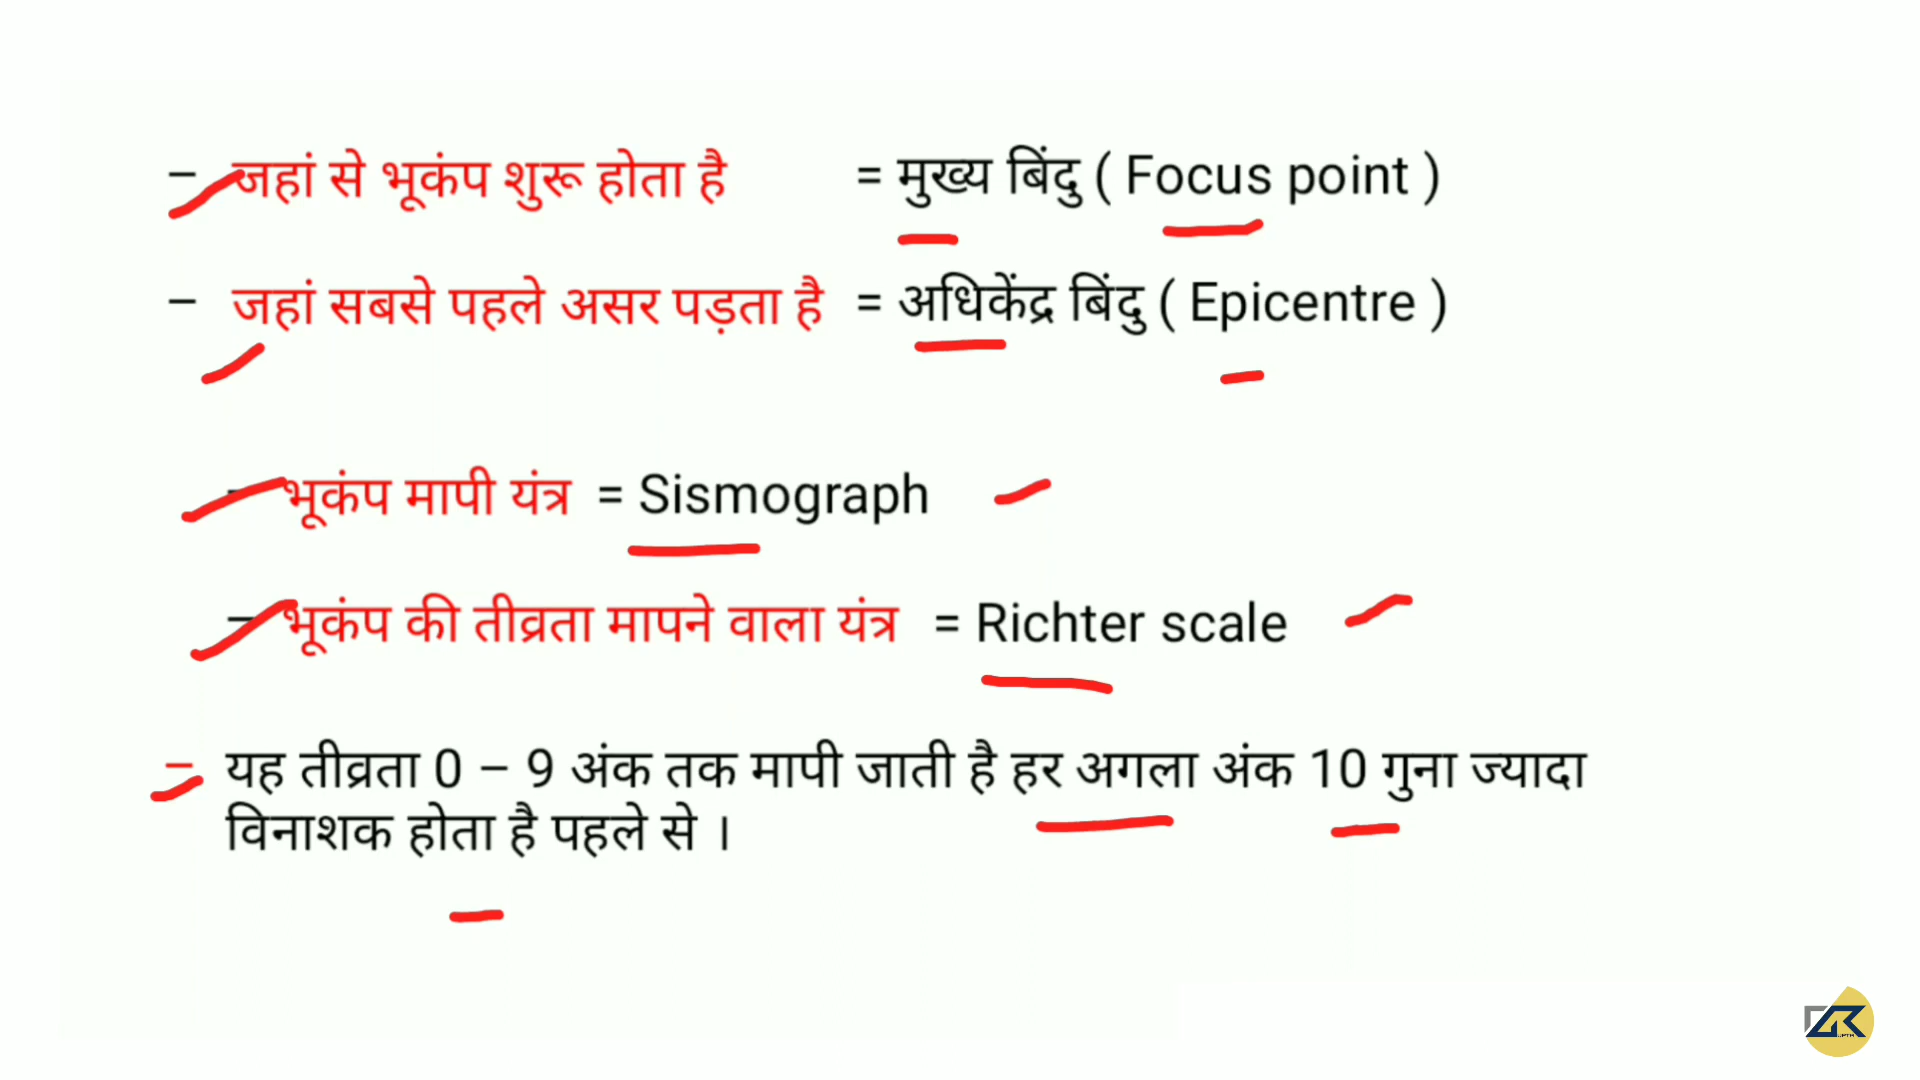 – जहां से भूकंप शुरू होता है = मुख्य बिंदु ( Focus point )
– जहां सबसे पहले असर पड़ता है = अधिकेंद्र बिंदु ( Epicentre )
– भूकंप मापी यंत्र = Sismograph
– भूकंप की तीव्रता मापने वाला यंत्र = Richter scale
– यह तीव्रता 0 – 9 अंक तक मापी जाती है हर अगला अंक 10 गुना ज्यादा
विनाशक होता है पहले से ।